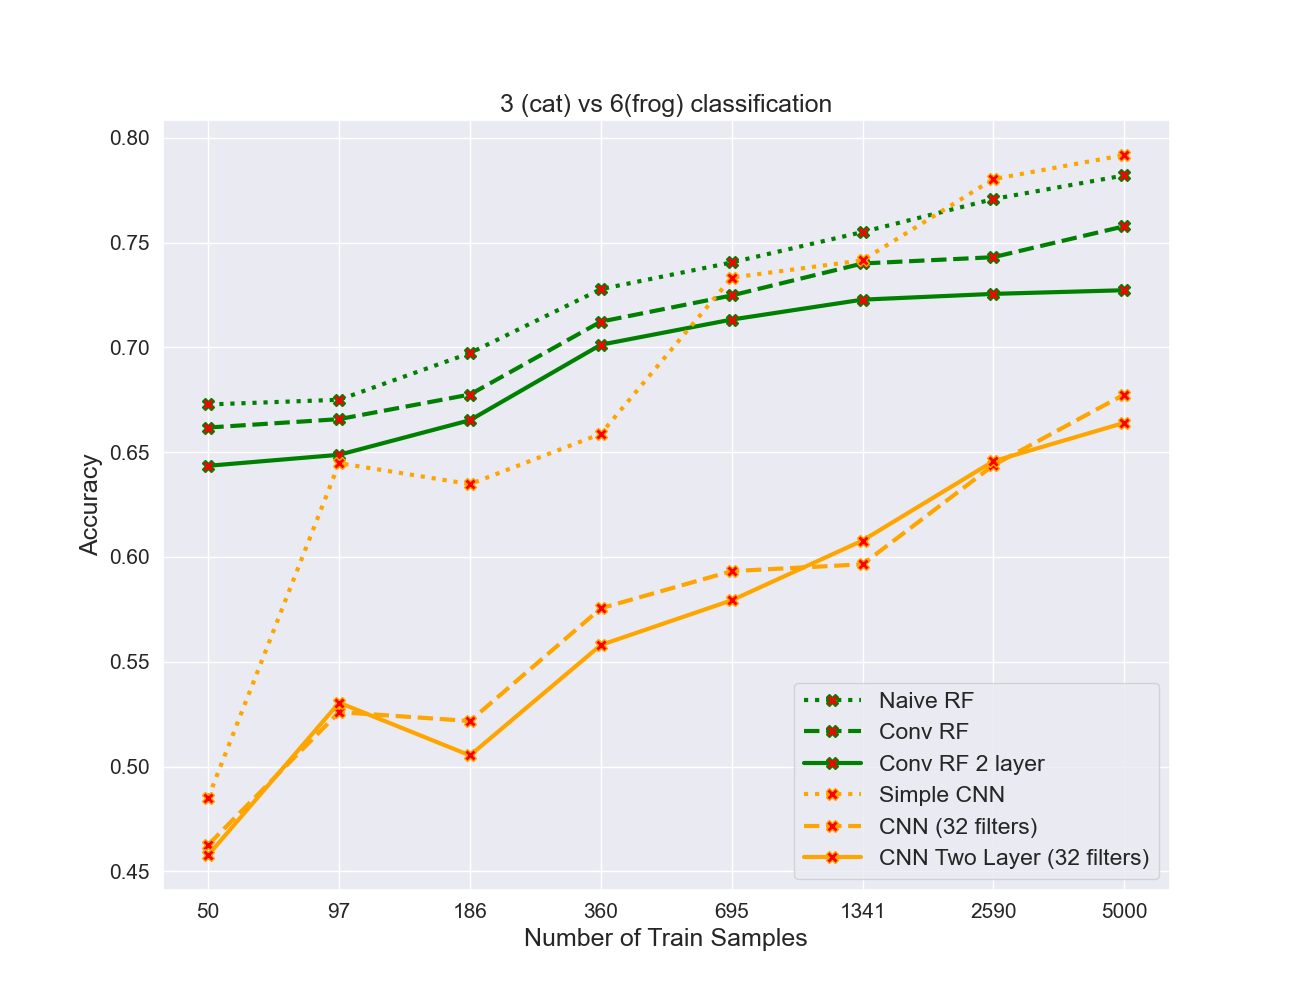 3 (cat) vs 6(frog) classification
0.80
0.75
0.70
0.65
0.60
0.55
0.50
0.45
Accuracy
50 97 186 360 695 1341 2590 5000
Number of Train Samples
Naive RF
Conv RF
Conv RF 2 layer
Simple CNN
CNN (32 filters)
CNN Two Layer (32 filters)